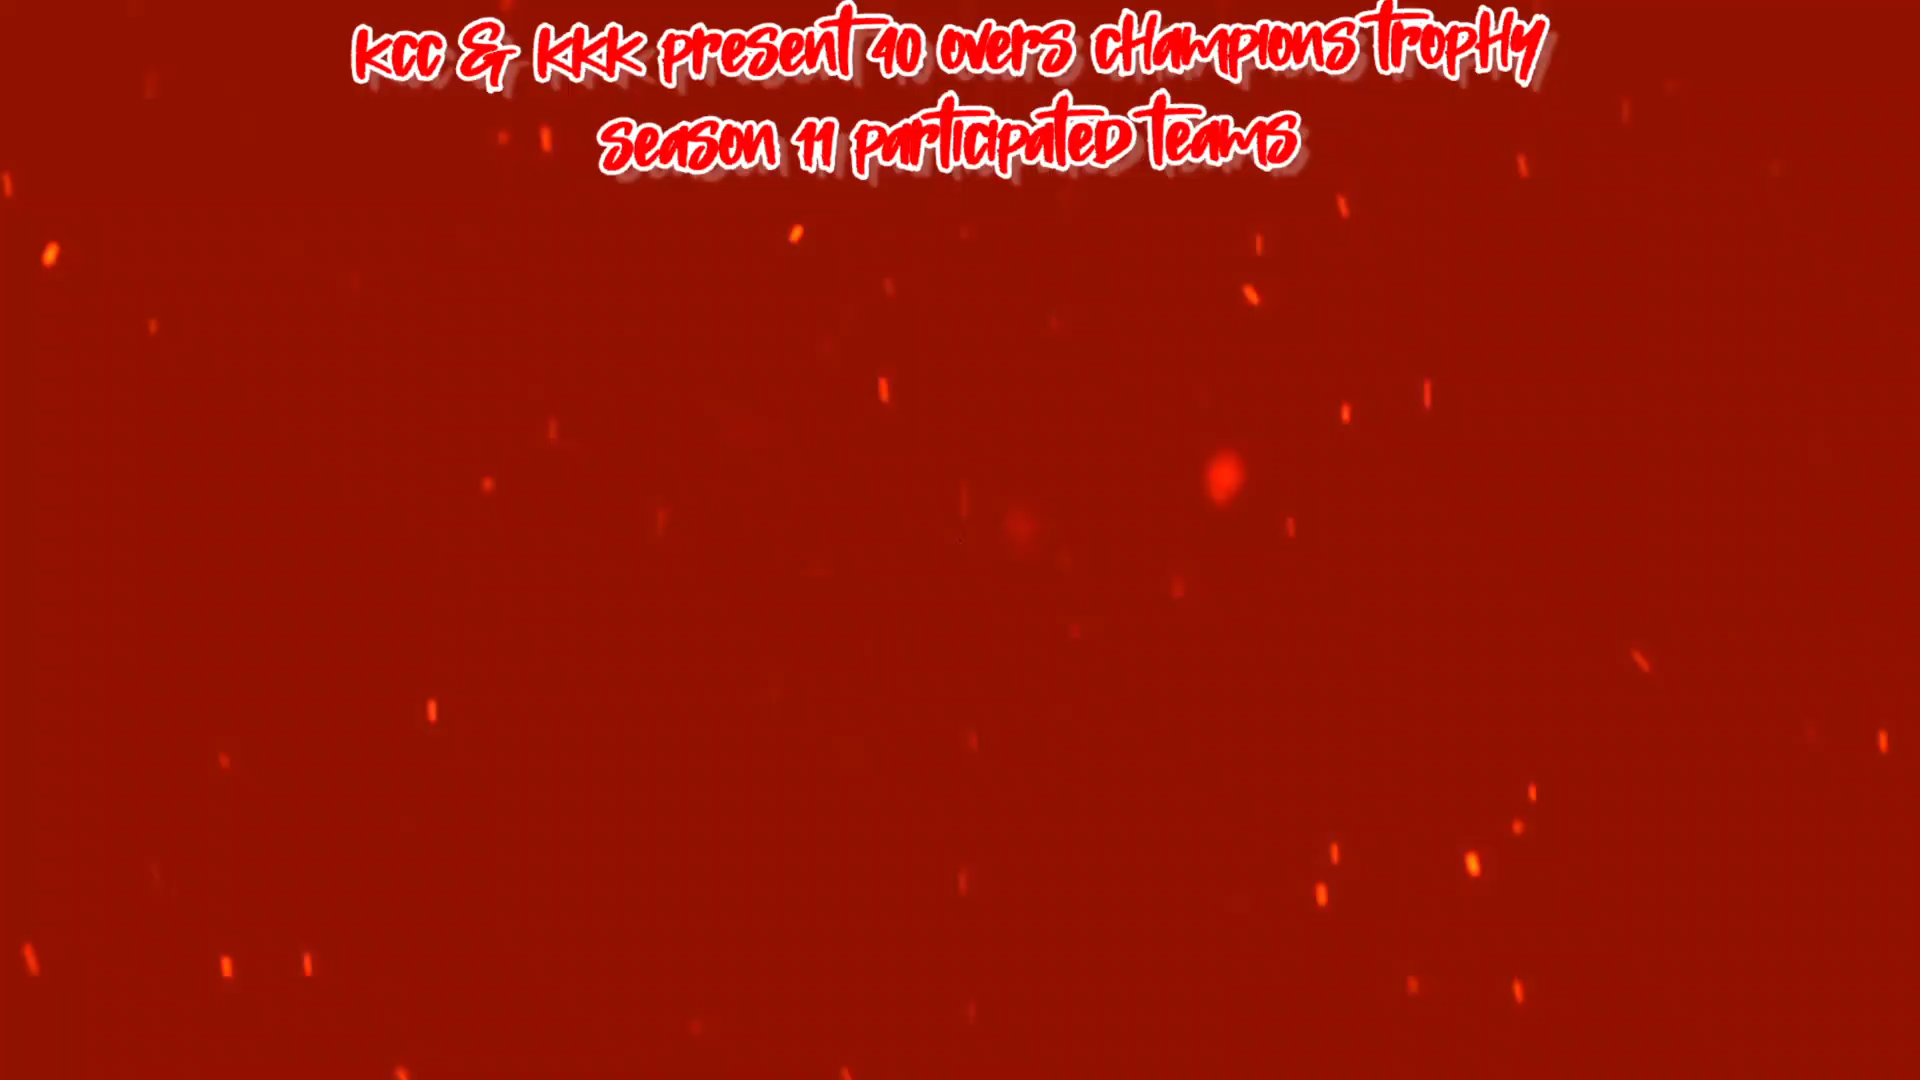 KCC & KKK present 40 overs cHampions tropHy
season 11 participateD teams